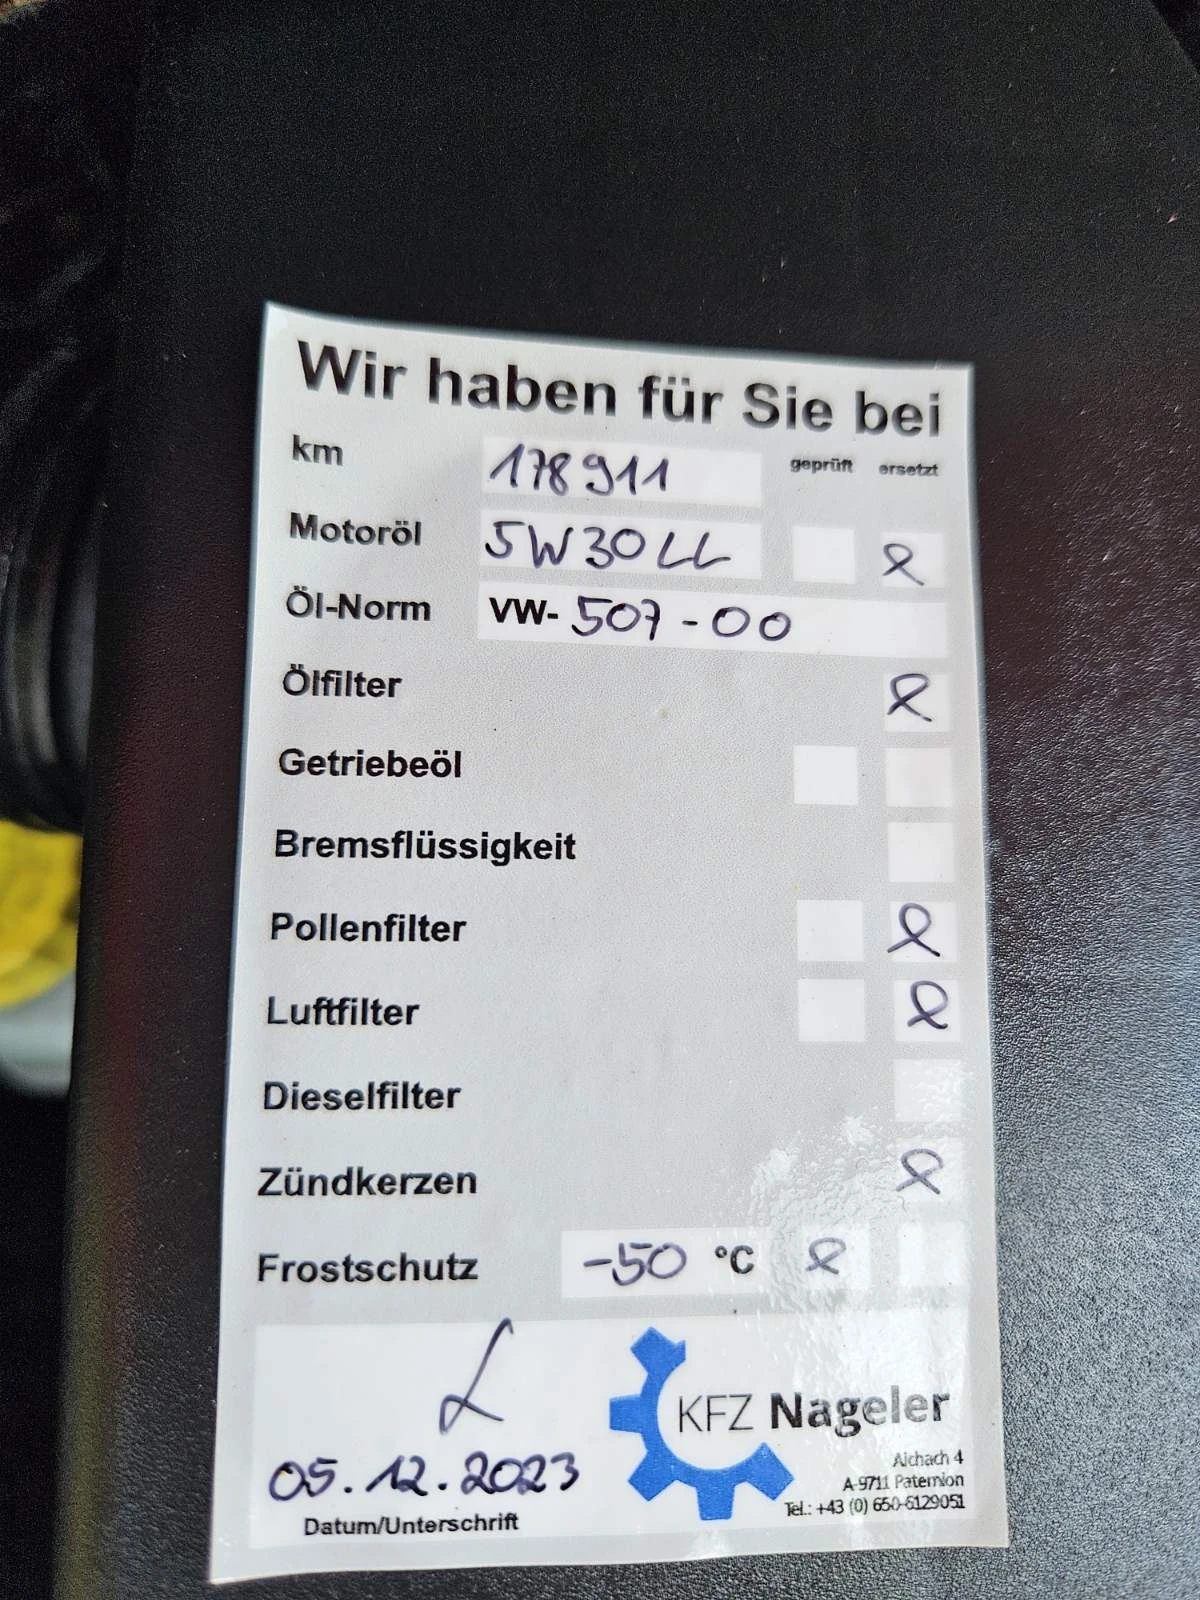 Wir haben für Sie bei
km 178911 geprüft ersetzt
Motoröl 5W30 LL
Öl-Norm VW-507-00
Ölfilter
Getriebeöl
Bremsflüssigkeit
Pollenfilter
Luftfilter
Dieselfilter
Zündkerzen
Frostschutz -50 °C
KFZ Nageler
Aichach 4
A-9711 Paternion
Tel.: +43 (0) 650-6129051
05.12.2023
Datum/Unterschrift